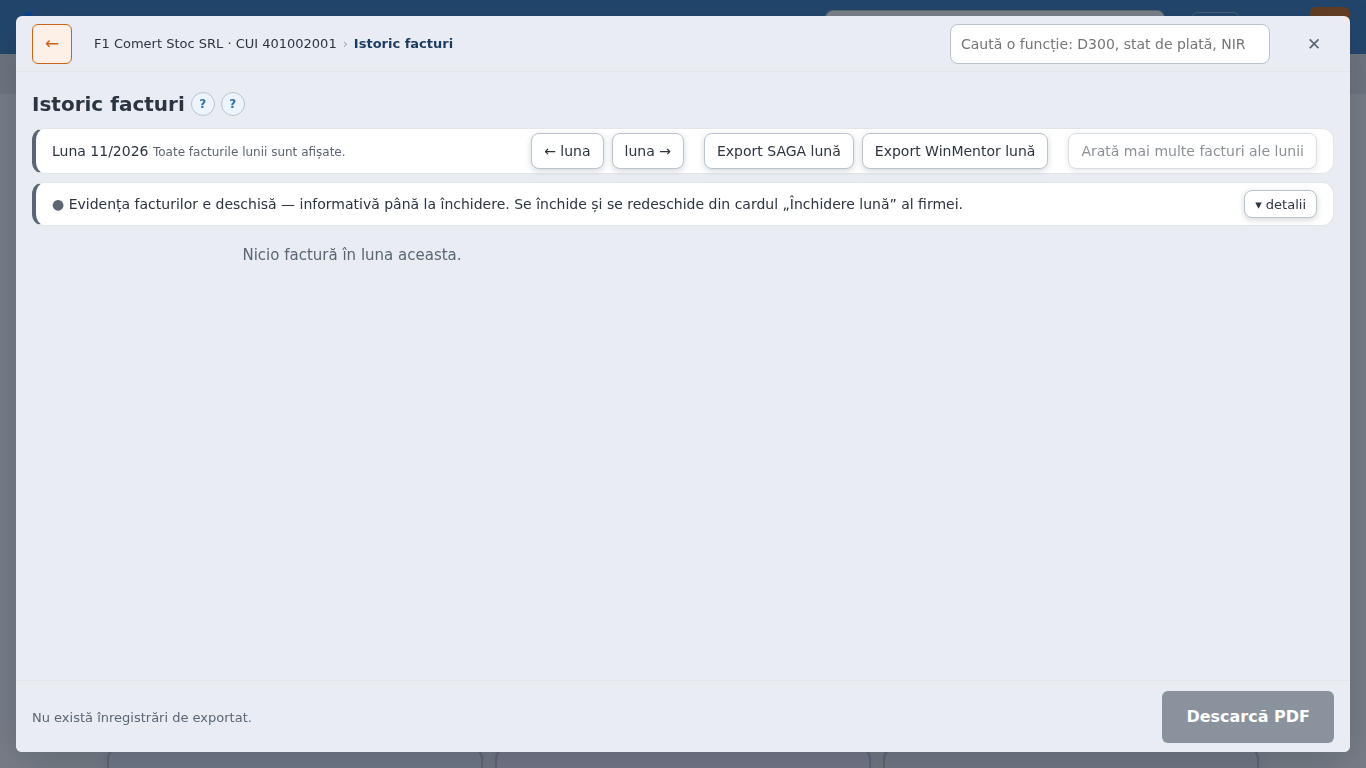 ← F1 Comert Stoc SRL · CUI 401002001 › Istoric facturi Caută o funcție: D300, stat de plată, NIR ✕
Istoric facturi ? ?
Luna 11/2026 Toate facturile lunii sunt afișate. ← luna luna → Export SAGA lună Export WinMentor lună Arată mai multe facturi ale lunii
● Evidența facturilor e deschisă — informativă până la închidere. Se închide și se redeschide din cardul „Închidere lună” al firmei. ▾ detalii
Nicio factură în luna aceasta.
Nu există înregistrări de exportat. Descarcă PDF